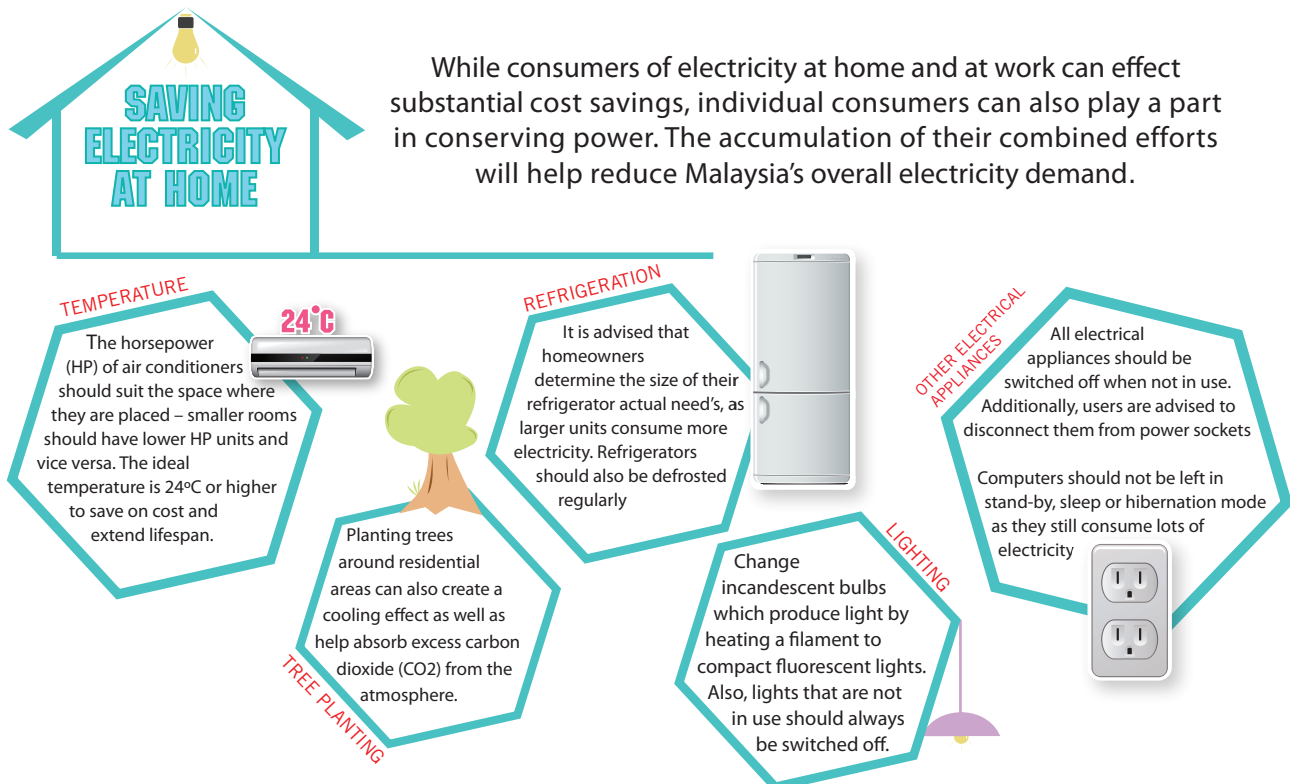 SAVING
ELECTRICITY
AT HOME
While consumers of electricity at home and at work can effect
substantial cost savings, individual consumers can also play a part
in conserving power. The accumulation of their combined efforts
will help reduce Malaysia's overall electricity demand.
TEMPERATURE
24°C
The horsepower
(HP) of air conditioners
should suit the space where
they are placed – smaller rooms
should have lower HP units and
vice versa. The ideal
temperature is 24ºC or higher
to save on cost and
extend lifespan.
TREE PLANTING
Planting trees
around residential
areas can also create a
cooling effect as well as
help absorb excess carbon
dioxide (CO2) from the
atmosphere.
REFRIGERATION
It is advised that
homeowners
determine the size of their
refrigerator actual need's, as
larger units consume more
electricity. Refrigerators
should also be defrosted
regularly
LIGHTING
Change
incandescent bulbs
which produce light by
heating a filament to
compact fluorescent lights.
Also, lights that are not
in use should always
be switched off.
OTHER ELECTRICAL
APPLIANCES
All electrical
appliances should be
switched off when not in use.
Additionally, users are advised to
disconnect them from power sockets
Computers should not be left in
stand-by, sleep or hibernation mode
as they still consume lots of
electricity